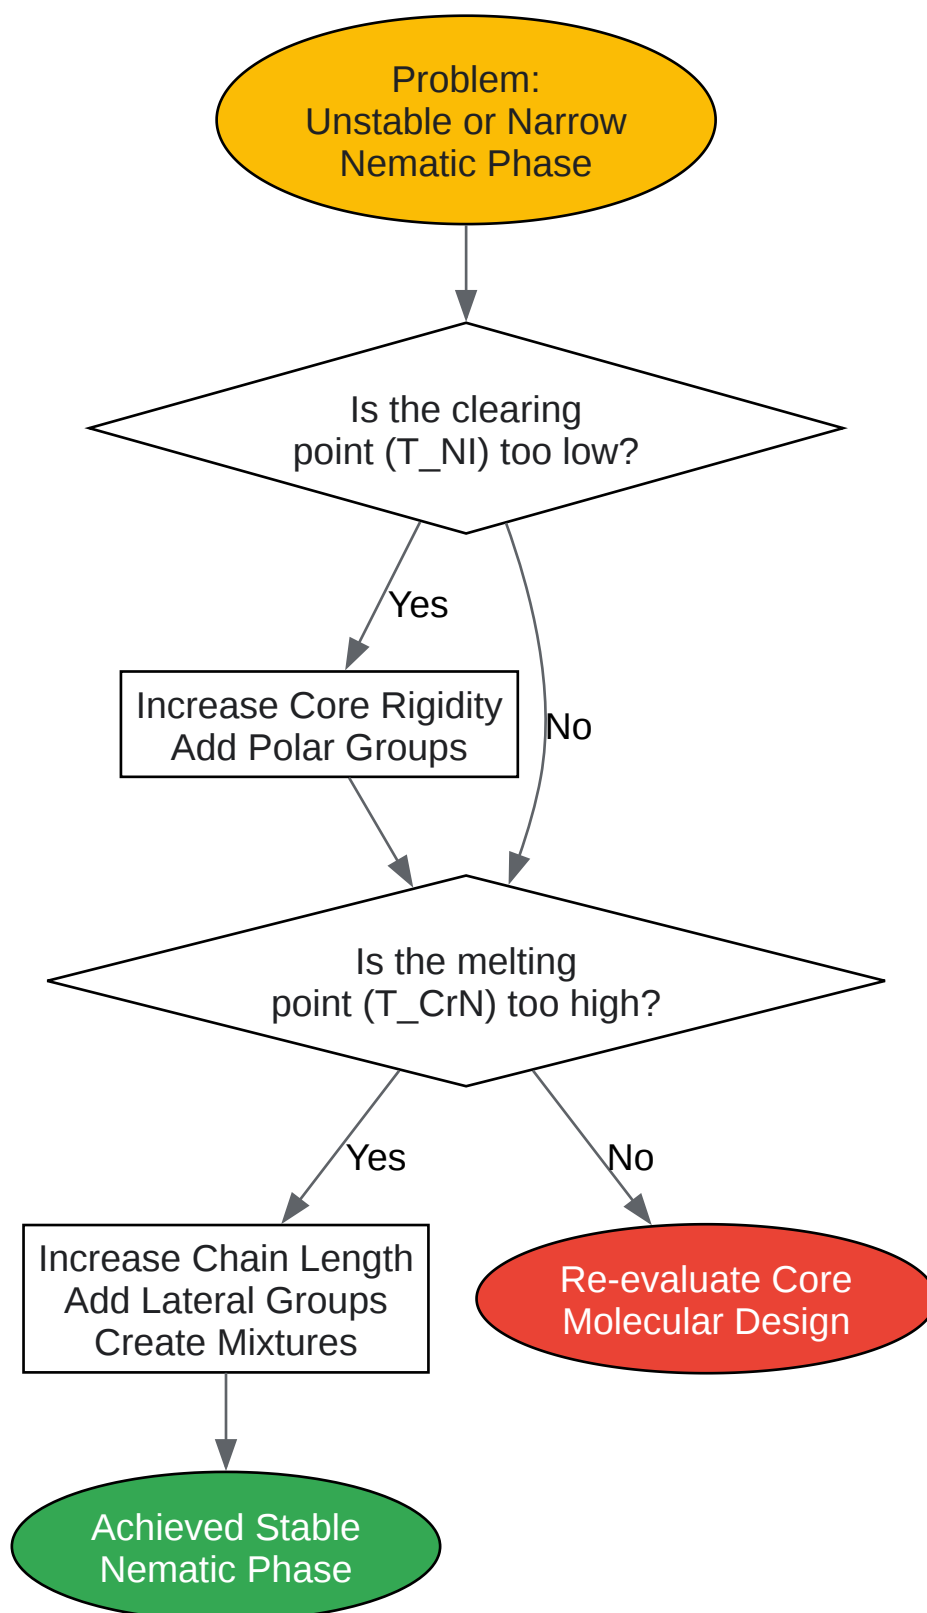 Problem:
Unstable or Narrow
Nematic Phase
Is the clearing
point (T_NI) too low?
Yes
Increase Core Rigidity
Add Polar Groups
No
Is the melting
point (T_CrN) too high?
Yes
No
Increase Chain Length
Add Lateral Groups
Create Mixtures
Re-evaluate Core
Molecular Design
Achieved Stable
Nematic Phase